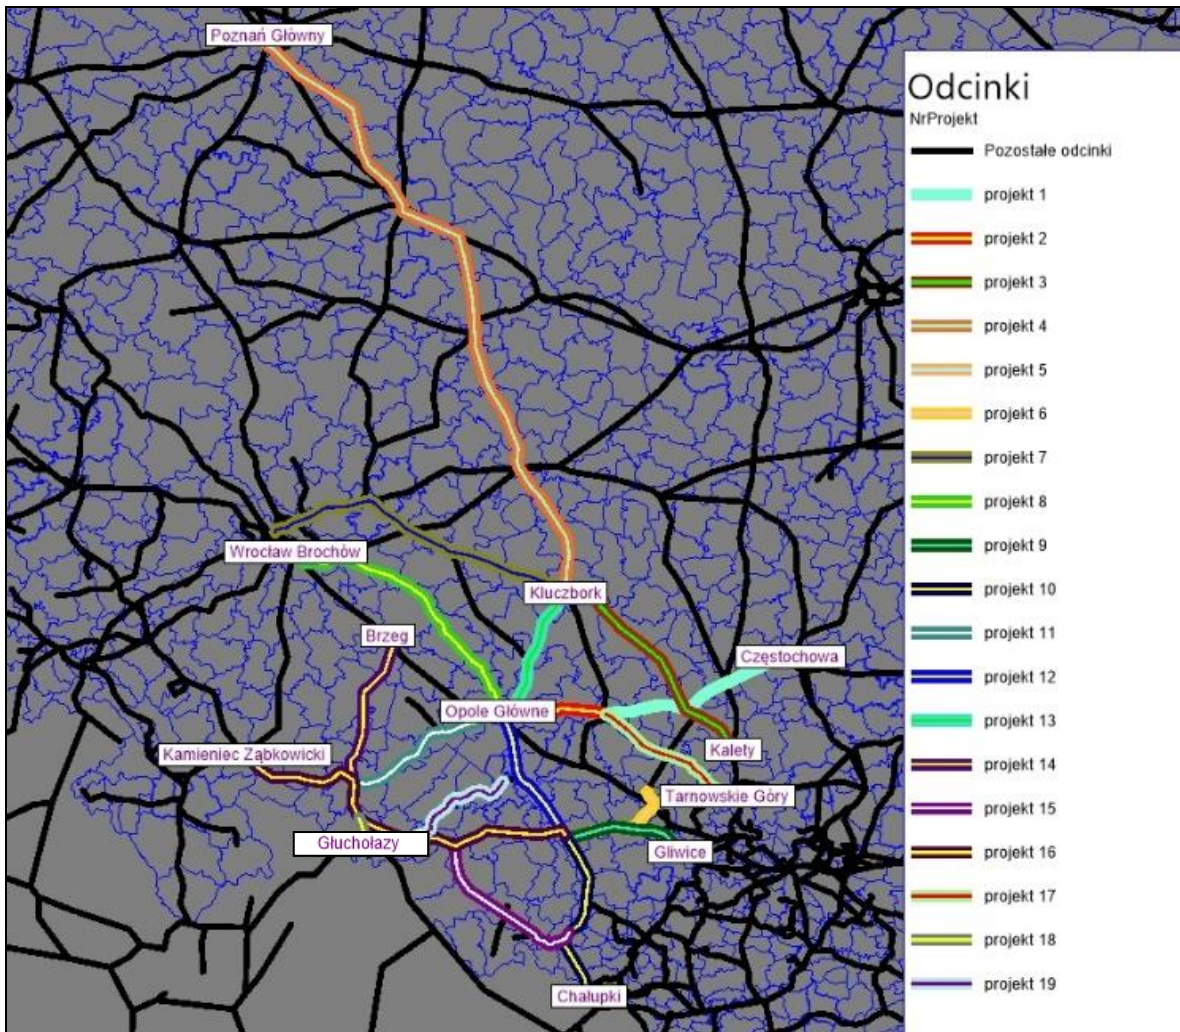 Poznań Główny
Odcinki
NrProjekt
Pozostałe odcinki
projekt 1
projekt 2
projekt 3
projekt 4
projekt 5
projekt 6
projekt 7
projekt 8
projekt 9
projekt 10
projekt 11
projekt 12
projekt 13
projekt 14
projekt 15
projekt 16
projekt 17
projekt 18
projekt 19
Wrocław Brochów
Kluczbork
Brzeg
Częstochowa
Opole Główne
Kalety
Kamieniec Ząbkowicki
Tarnowskie Góry
Głuchołazy
Gliwice
Chałupki